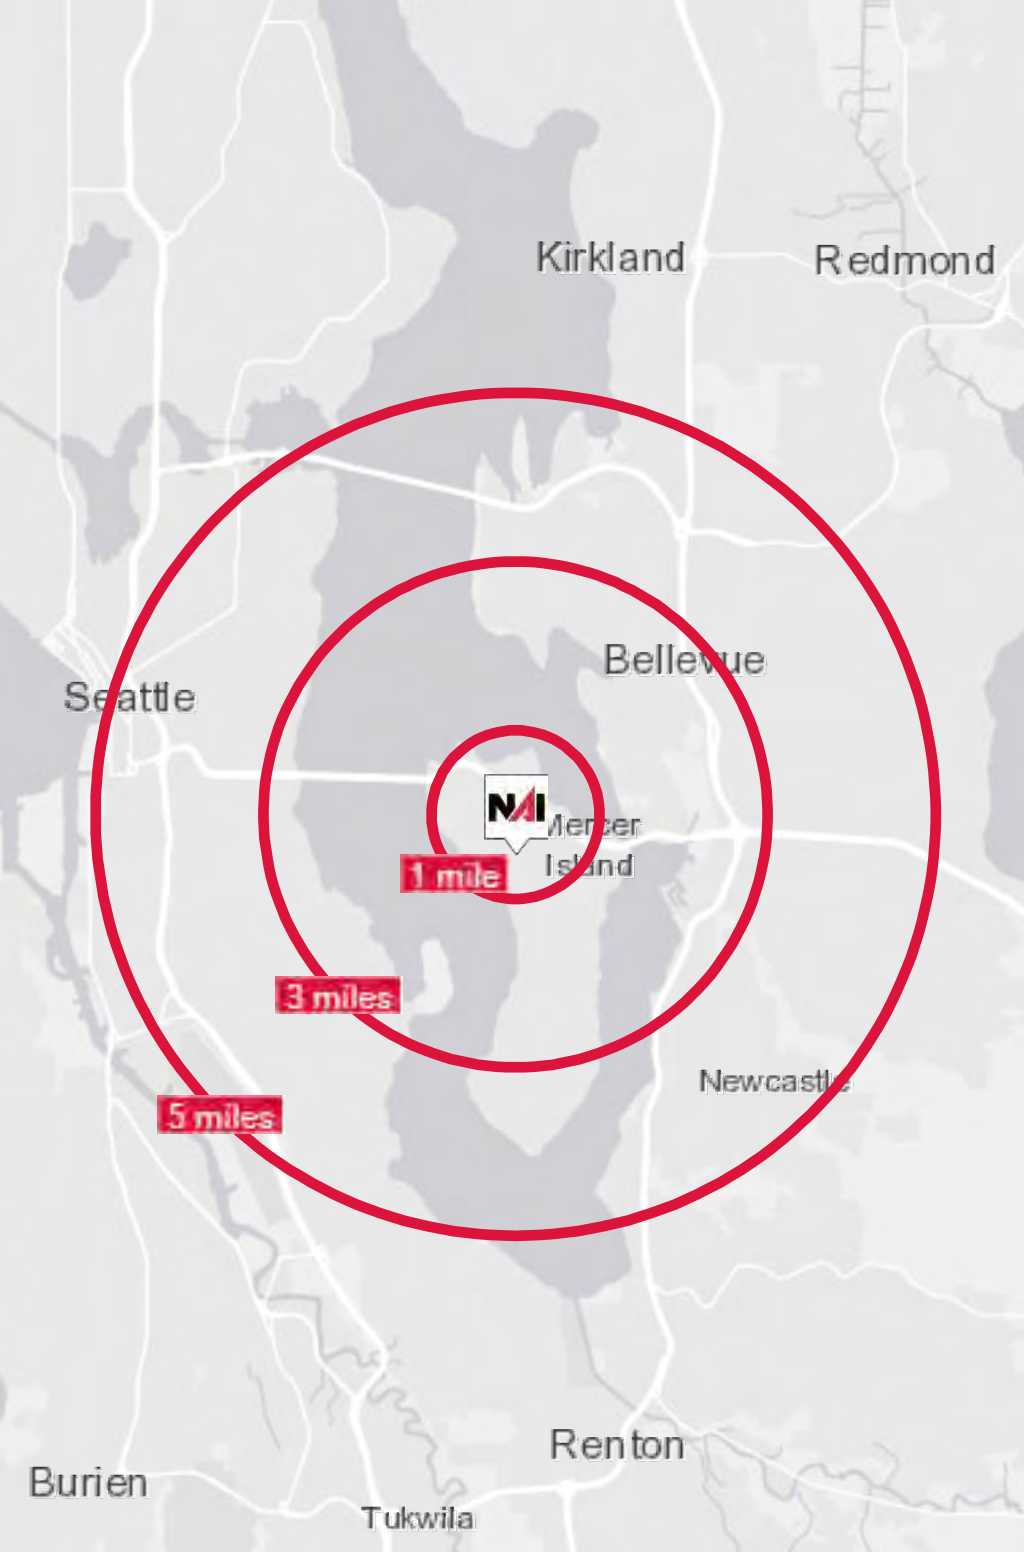 Kirkland
Redmond
Bellevue
Seattle
NAI
Mercer
Island
1 mile
3 miles
Newcastle
5 miles
Renton
Burien
Tukwila